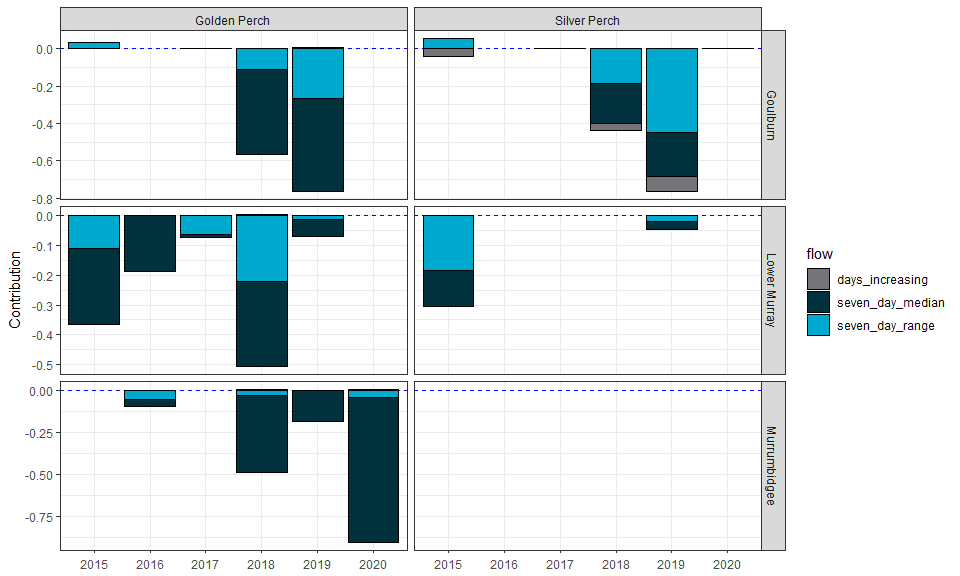 Golden Perch
Silver Perch
0.0
-0.2
-0.4
-0.6
-0.8
Goulburn
0.0
-0.1
-0.2
-0.3
-0.4
-0.5
Lower Murray
0.00
-0.25
-0.50
-0.75
Murrumbidgee
Contribution
2015 2016 2017 2018 2019 2020
2015 2016 2017 2018 2019 2020
flow
days_increasing
seven_day_median
seven_day_range